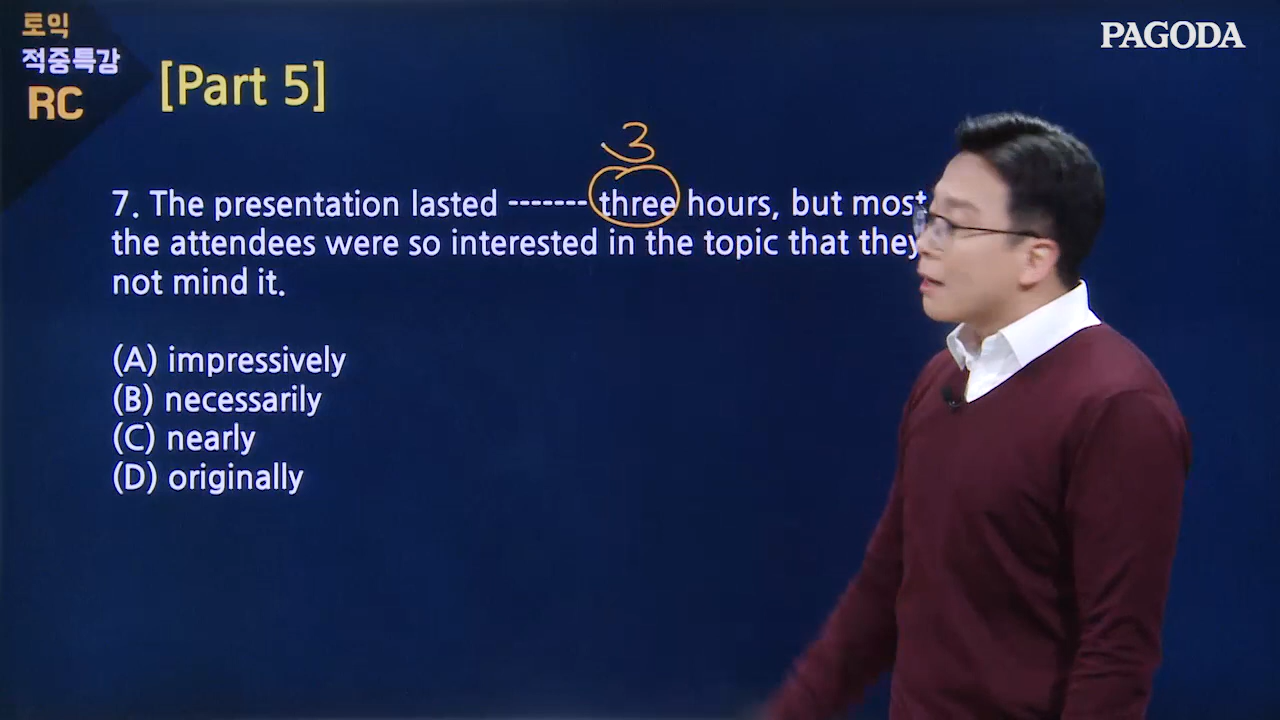 토익
적중특강
RC
PAGODA
[Part 5]
3
7. The presentation lasted ------- three hours, but most
the attendees were so interested in the topic that they
not mind it.
(A) impressively
(B) necessarily
(C) nearly
(D) originally